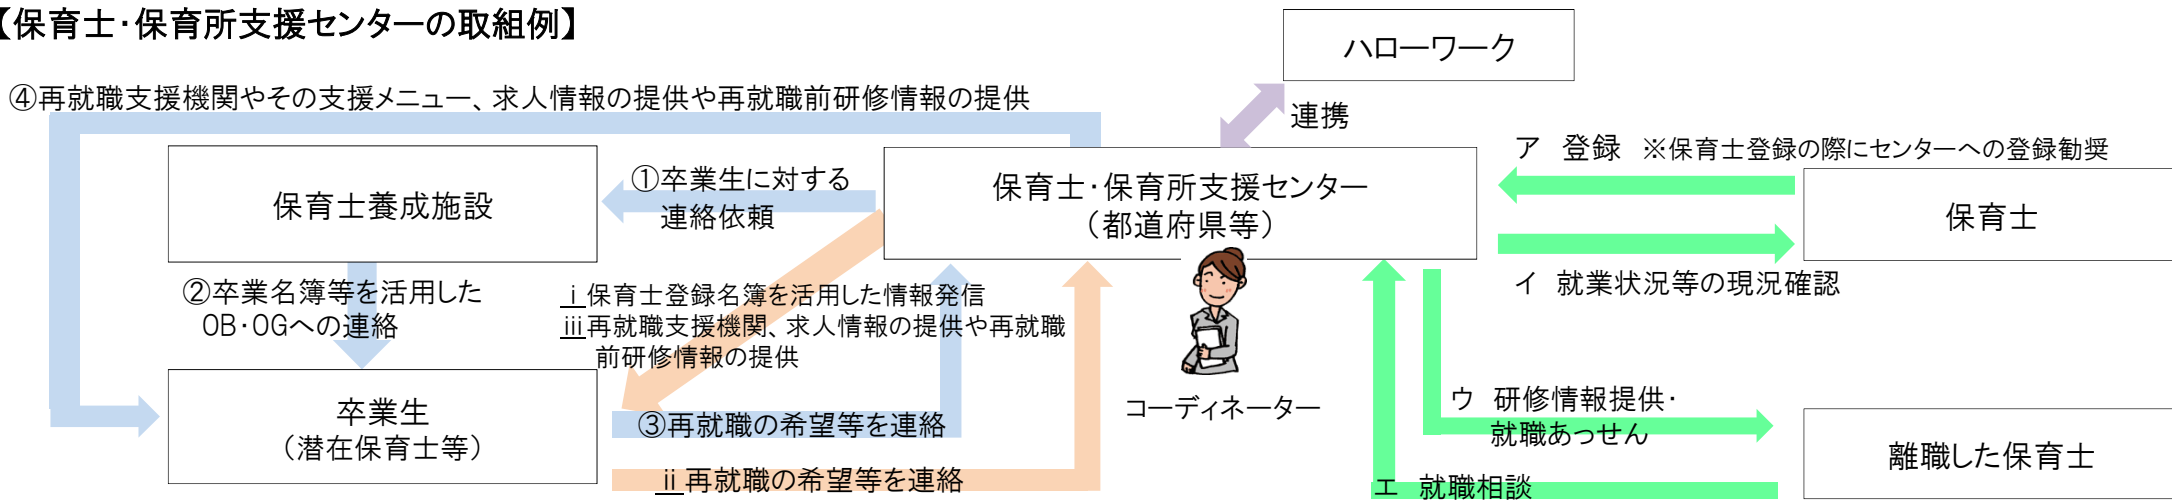 【保育士・保育所支援センターの取組例】
ハローワーク
④再就職支援機関やその支援メニュー、求人情報の提供や再就職前研修情報の提供
連携
ア 登録 ※保育士登録の際にセンターへの登録勧奨
保育士養成施設
①卒業生に対する
連絡依頼
保育士・保育所支援センター
（都道府県等）
保育士
イ 就業状況等の現況確認
②卒業名簿等を活用した
OB・OGへの連絡
ⅰ保育士登録名簿を活用した情報発信
ⅲ再就職支援機関、求人情報の提供や再就職
前研修情報の提供
コーディネーター
卒業生
（潜在保育士等）
③再就職の希望等を連絡
ⅱ再就職の希望等を連絡
ウ 研修情報提供・
就職あっせん
離職した保育士
エ 就職相談